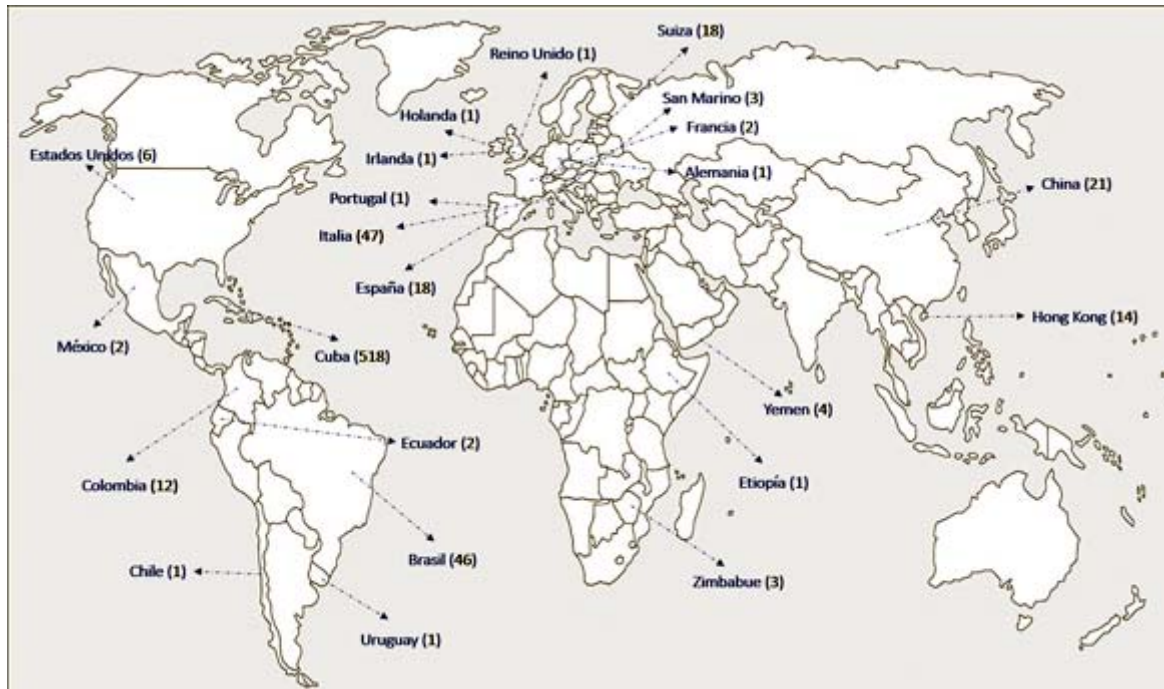 Suiza (18)
Reino Unido (1)
San Marino (3)
Holanda (1)
Francia (2)
Estados Unidos (6)
Irlanda (1)
Alemania (1)
China (21)
Portugal (1)
Italia (47)
España (18)
Hong Kong (14)
México (2)
Cuba (518)
Yemen (4)
Ecuador (2)
Colombia (12)
Etiopía (1)
Brasil (46)
Chile (1)
Zimbabue (3)
Uruguay (1)